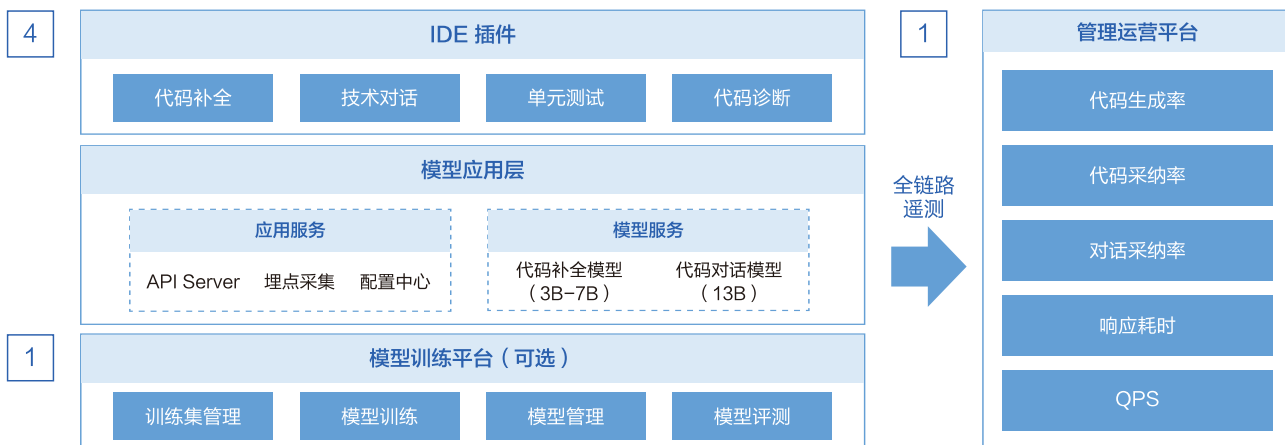 4
IDE 插件
代码补全
技术对话
单元测试
代码诊断
模型应用层
应用服务
API Server
埋点采集
配置中心
模型服务
代码补全模型
（3B-7B）
代码对话模型
（13B）
1
模型训练平台（可选）
训练集管理
模型训练
模型管理
模型评测
全链路
遥测
1
管理运营平台
代码生成率
代码采纳率
对话采纳率
响应耗时
QPS